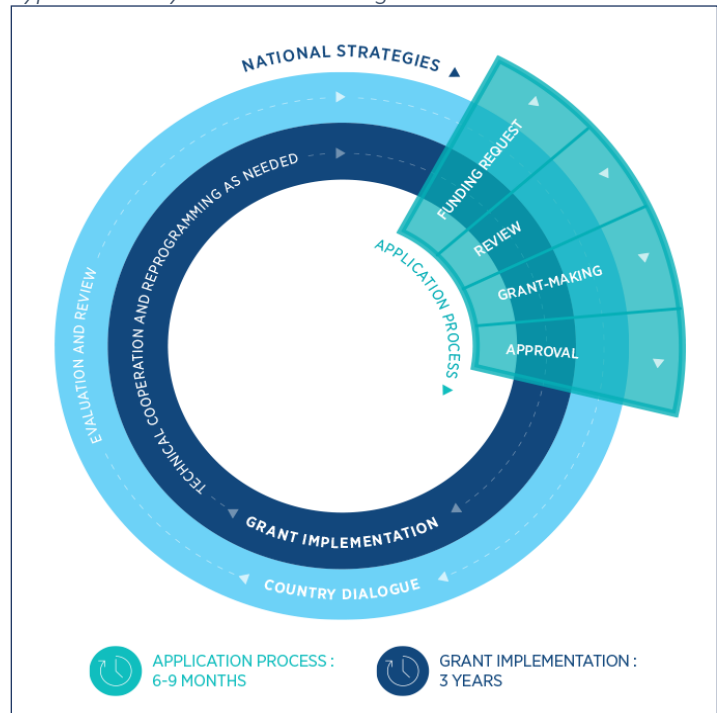 NATIONAL STRATEGIES
FUNDING REQUEST
REVIEW
GRANT-MAKING
APPROVAL
APPLICATION PROCESS
TECHNICAL COOPERATION AND REPROGRAMMING AS NEEDED
EVALUATION AND REVIEW
GRANT IMPLEMENTATION
COUNTRY DIALOGUE
APPLICATION PROCESS :
6-9 MONTHS
GRANT IMPLEMENTATION :
3 YEARS